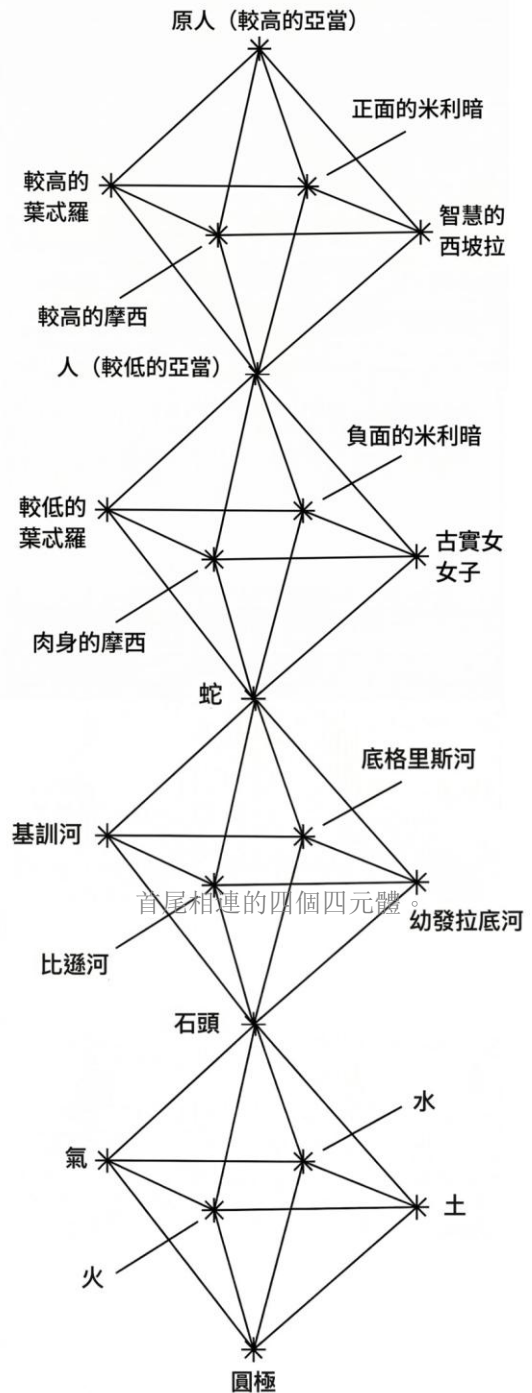 原人（較高的亞當）
正面的米利暗
較高的
葉忒羅
智慧的
西坡拉
較高的摩西
人（較低的亞當）
負面的米利暗
較低的
葉忒羅
古實女
女子
肉身的摩西
蛇
底格里斯河
基訓河
首尾相連的四個四元體。
幼發拉底河
比遜河
石頭
水
氣
土
火
圓極